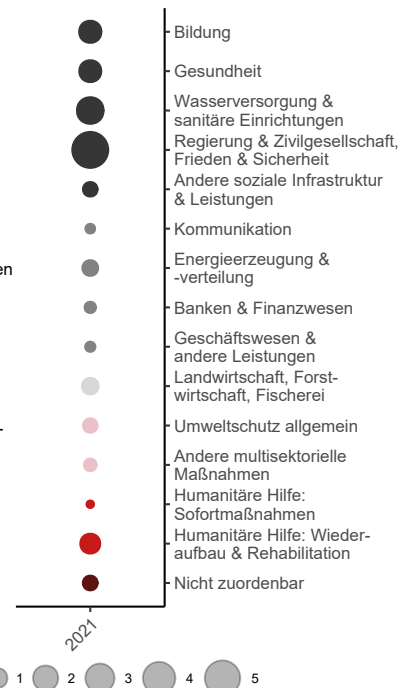 Bildung
Gesundheit
Wasserversorgung &
sanitäre Einrichtungen
Regierung & Zivilgesellschaft,
Frieden & Sicherheit
Andere soziale Infrastruktur
& Leistungen
Kommunikation
en
Energieerzeugung &
-verteilung
Banken & Finanzwesen
Geschäftswesen &
andere Leistungen
Landwirtschaft, Forst-
wirtschaft, Fischerei
Umweltschutz allgemein
Andere multisektorielle
Maßnahmen
Humanitäre Hilfe:
Sofortmaßnahmen
Humanitäre Hilfe: Wieder-
aufbau & Rehabilitation
Nicht zuordenbar
2021
1 2 3 4 5